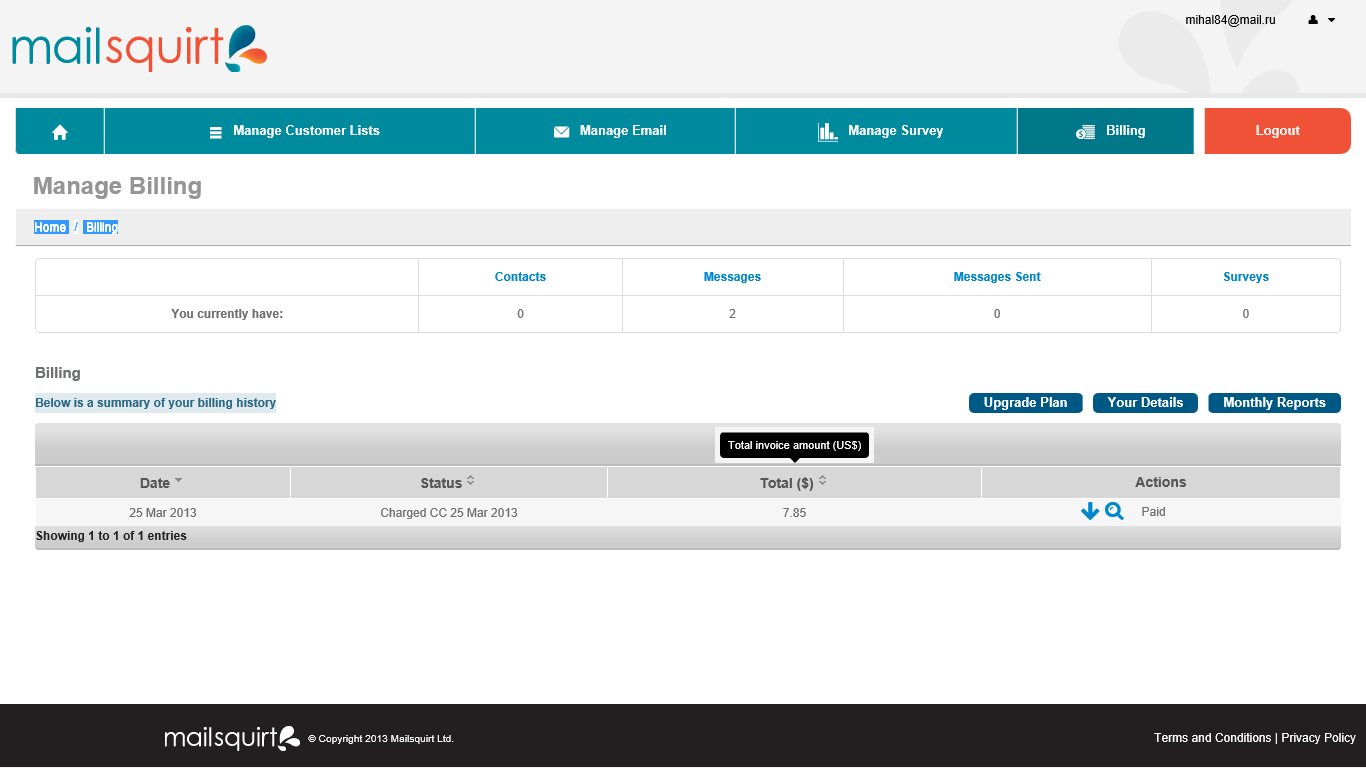 mihal84@mail.ru
mailsquirt
Manage Customer Lists Manage Email Manage Survey Billing Logout
Manage Billing
Home / Billing
Contacts Messages Messages Sent Surveys
You currently have: 0 2 0 0
Billing
Below is a summary of your billing history Upgrade Plan Your Details Monthly Reports
Total invoice amount (US$)
Date Status Total ($) Actions
25 Mar 2013 Charged CC 25 Mar 2013 7.85 Paid
Showing 1 to 1 of 1 entries
mailsquirt © Copyright 2013 Mailsquirt Ltd. Terms and Conditions | Privacy Policy